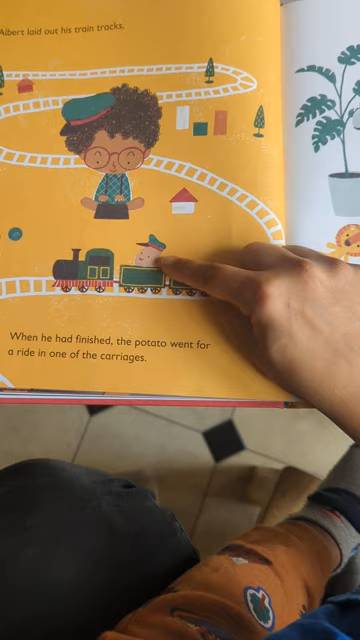 Albert laid out his train tracks.
When he had finished, the potato went for
a ride in one of the carriages.